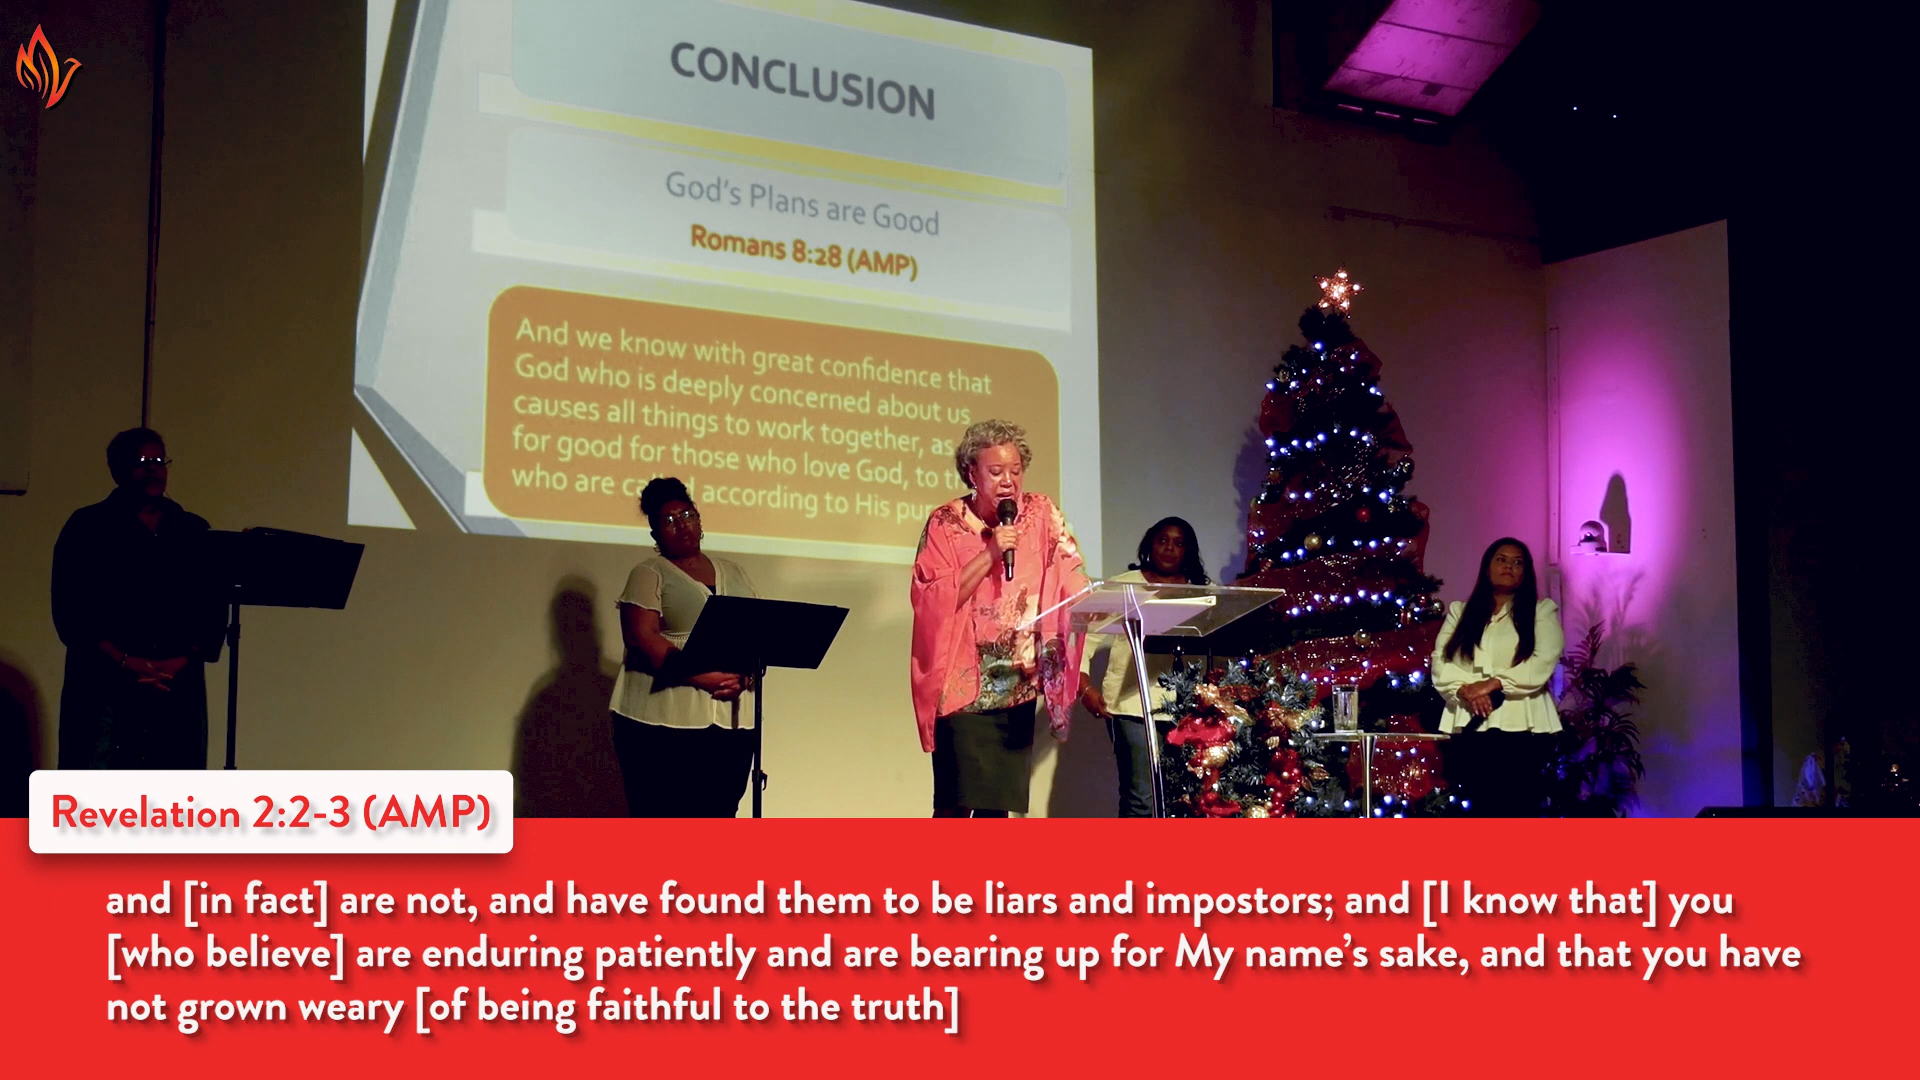 CONCLUSION
God's Plans are Good
Romans 8:28 (AMP)
And we know with great confidence that
God who is deeply concerned about us
causes all things to work together, as
for good for those who love God, to
who are according to His
Revelation 2:2-3 (AMP)
and [in fact] are not, and have found them to be liars and impostors; and [I know that] you
[who believe] are enduring patiently and are bearing up for My name’s sake, and that you have
not grown weary [of being faithful to the truth]